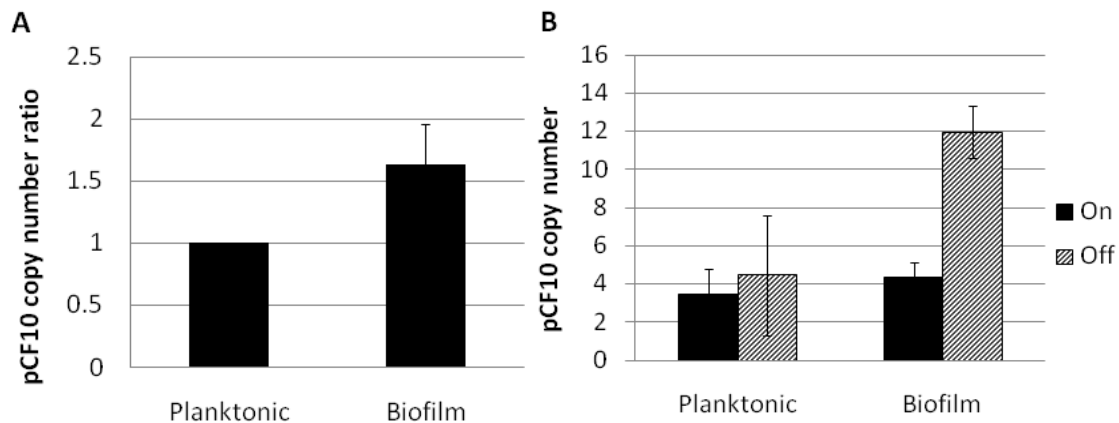 A
pCF10 copy number ratio
2.5
2
1.5
1
0.5
0
Planktonic
Biofilm
B
pCF10 copy number
16
14
12
10
8
6
4
2
0
Planktonic
Biofilm
On
Off